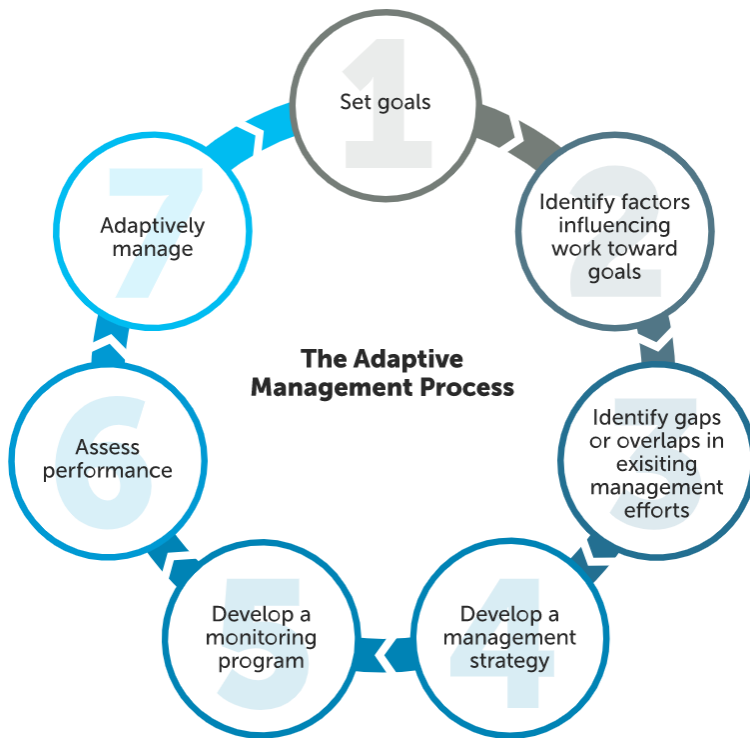 1
Set goals
2
Identify factors
influencing
work toward
goals
3
Identify gaps
or overlaps in
exisiting
management
efforts
4
Develop a
management
strategy
5
Develop a
monitoring
program
6
Assess
performance
7
Adaptively
manage
The Adaptive
Management Process